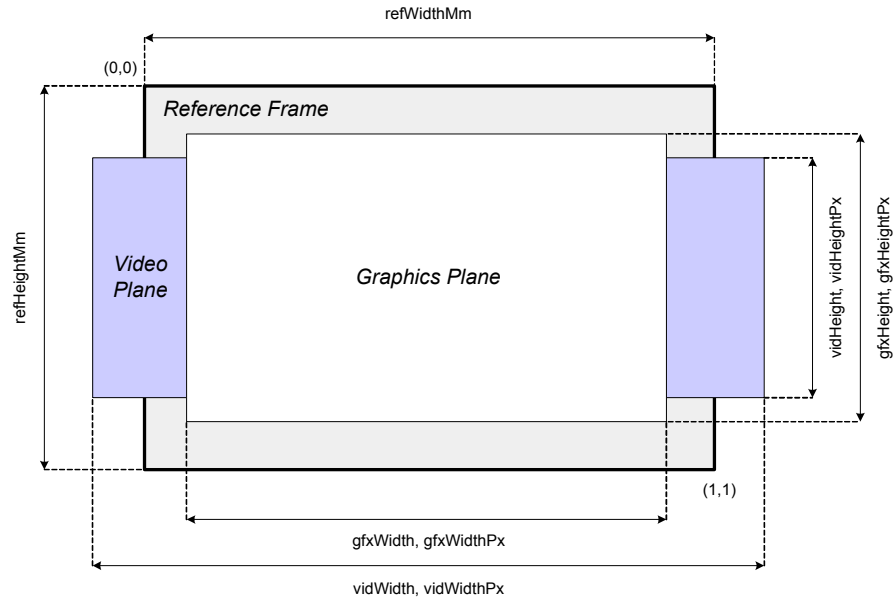 refWidthMm
(0,0)
Reference Frame
refHeightMm
Video
Plane
Graphics Plane
vidHeight, vidHeightPx
gfxHeight, gfxHeightPx
(1,1)
gfxWidth, gfxWidthPx
vidWidth, vidWidthPx